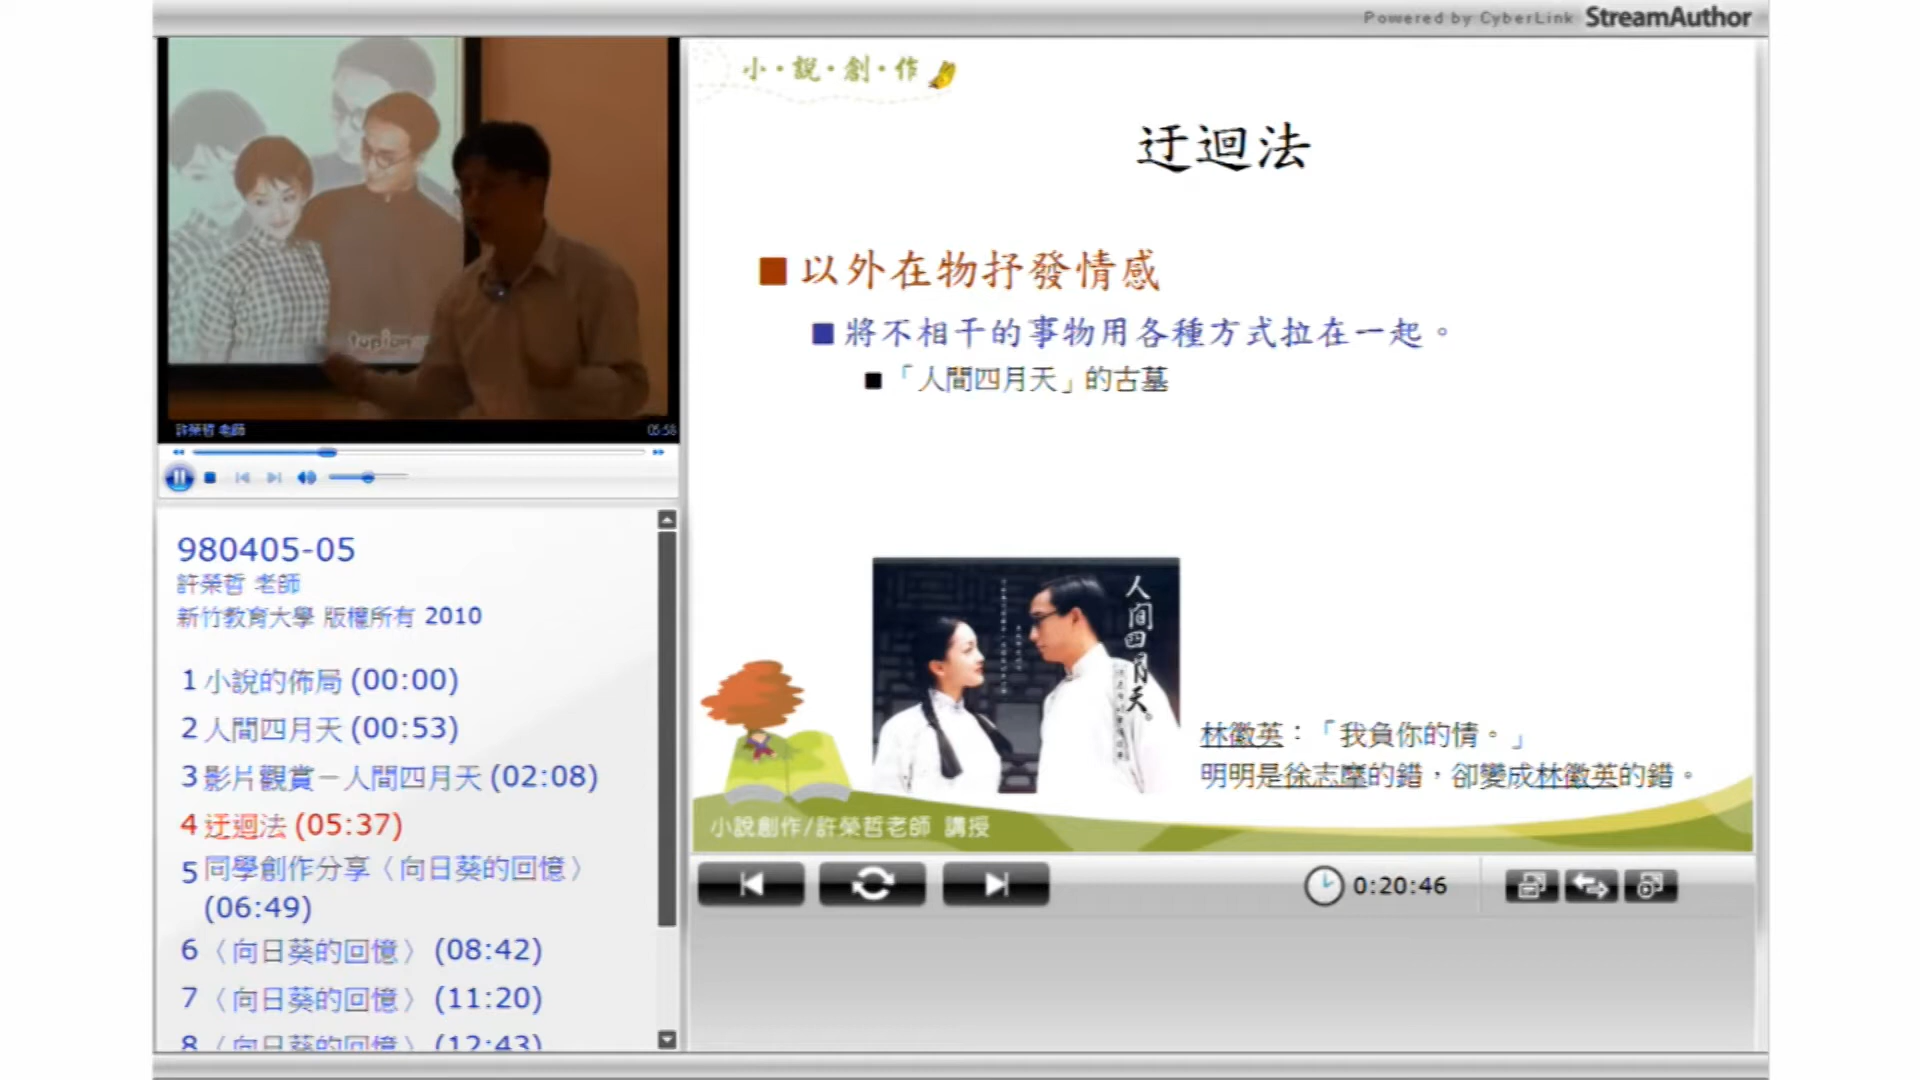 Powered by CyberLink StreamAuthor
許榮哲 老師
05:58
980405-05
許榮哲 老師
新竹教育大學 版權所有 2010
1 小說的佈局 (00:00)
2 人間四月天 (00:53)
3 影片觀賞－人間四月天 (02:08)
4 迂迴法 (05:37)
5 同學創作分享〈向日葵的回憶〉
(06:49)
6 〈向日葵的回憶〉 (08:42)
7 〈向日葵的回憶〉 (11:20)
8 〈向日葵的回憶〉 (12:43)
小・說・創・作
迂迴法
以外在物抒發情感
將不相干的事物用各種方式拉在一起。
「人間四月天」的古墓
人間四月天。
林徽英：「我負你的情。」
明明是徐志摩的錯，卻變成林徽英的錯。
小說創作/許榮哲老師 講授
0:20:46